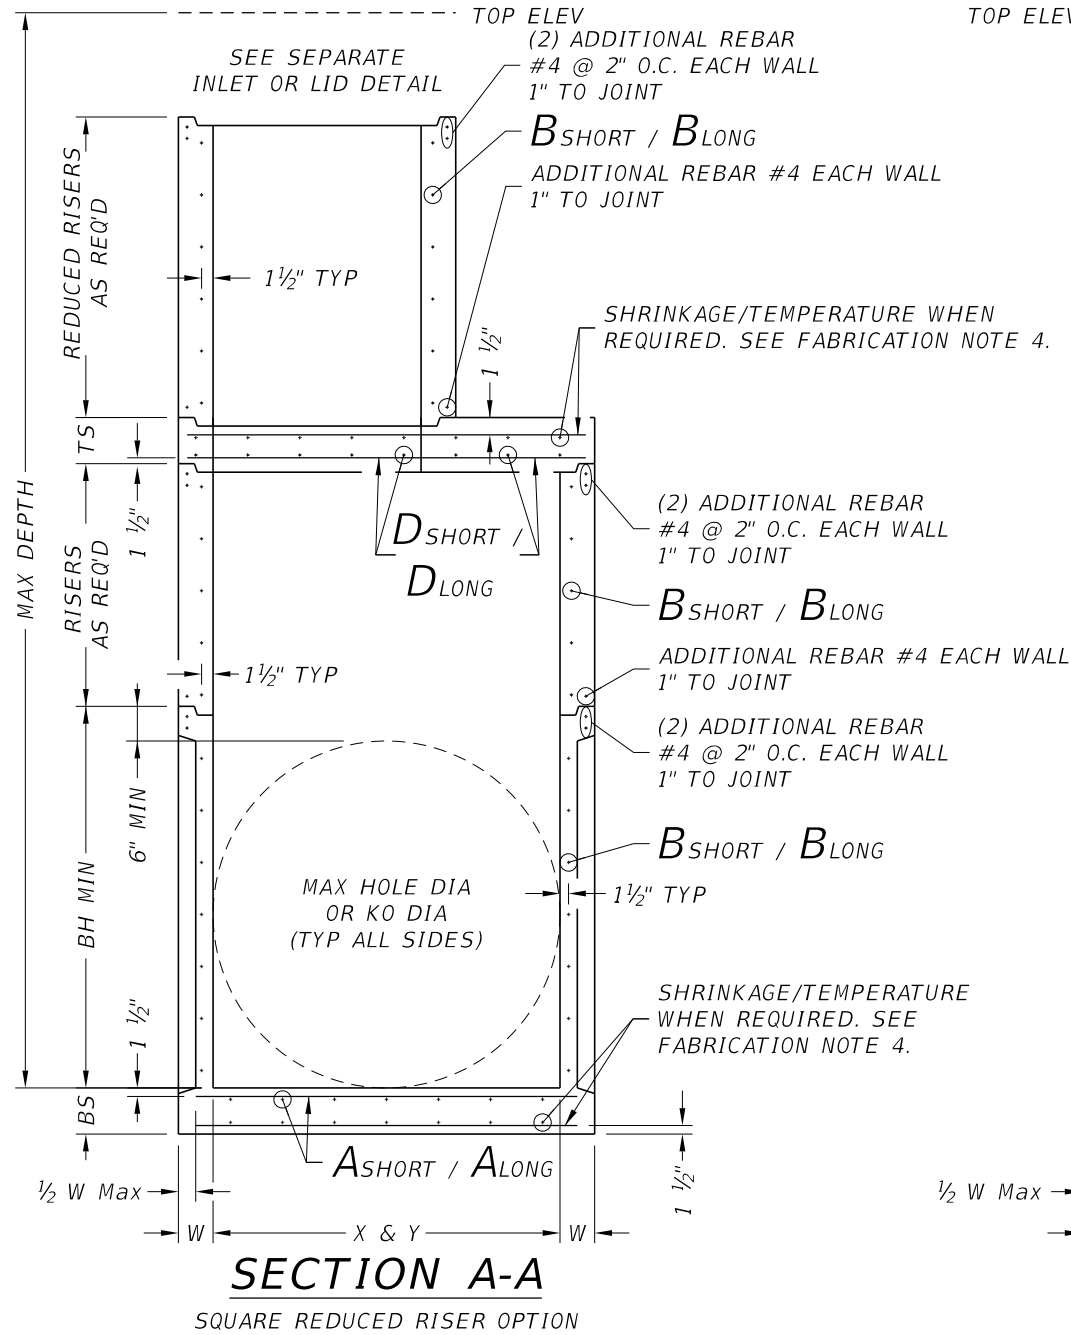 TOP ELEV
TOP ELEV
SEE SEPARATE
INLET OR LID DETAIL
(2) ADDITIONAL REBAR
#4 @ 2" O.C. EACH WALL
1" TO JOINT
BSHORT / BLONG
ADDITIONAL REBAR #4 EACH WALL
1" TO JOINT
REDUCED RISERS
AS REQ'D
1½" TYP
1 ½"
SHRINKAGE/TEMPERATURE WHEN
REQUIRED. SEE FABRICATION NOTE 4.
TS
MAX DEPTH
RISERS
AS REQ'D
1 ½"
DSHORT /
DLONG
(2) ADDITIONAL REBAR
#4 @ 2" O.C. EACH WALL
1" TO JOINT
BSHORT / BLONG
1½" TYP
ADDITIONAL REBAR #4 EACH WALL
1" TO JOINT
(2) ADDITIONAL REBAR
#4 @ 2" O.C. EACH WALL
1" TO JOINT
BH MIN
6" MIN
MAX HOLE DIA
OR KO DIA
(TYP ALL SIDES)
BSHORT / BLONG
1½" TYP
1 ½"
SHRINKAGE/TEMPERATURE
WHEN REQUIRED. SEE
FABRICATION NOTE 4.
BS
ASHORT / ALONG
1 ½"
½ W Max
½ W Max
W
X & Y
W
SECTION A-A
SQUARE REDUCED RISER OPTION